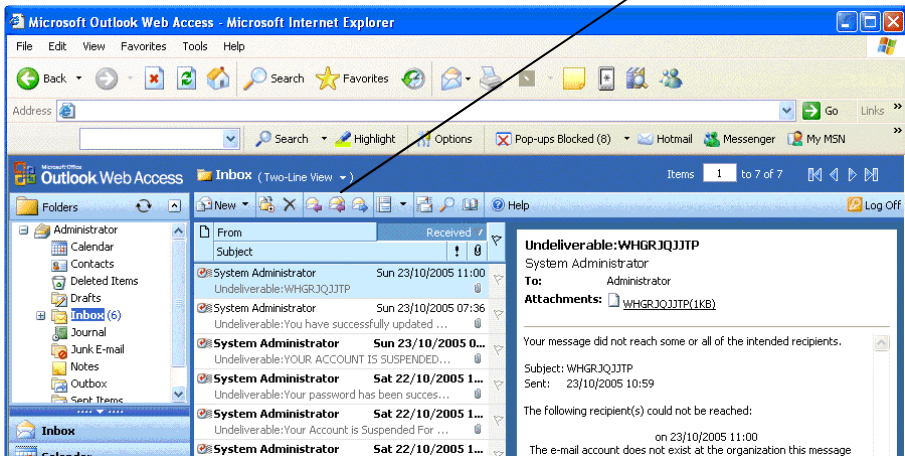 Microsoft Outlook Web Access - Microsoft Internet Explorer
File Edit View Favorites Tools Help
Back Search Favorites
Address Go Links »
Search Highlight Options Pop-ups Blocked (8) Hotmail Messenger My MSN »
Microsoft Office
Outlook Web Access Inbox (Two-Line View) Items 1 to 7 of 7
Folders New Help Log Off
Administrator
Calendar
Contacts
Deleted Items
Drafts
Inbox (6)
Journal
Junk E-mail
Notes
Outbox
Sent Items
Inbox
Calendar
From Received
Subject !
System Administrator Sun 23/10/2005 11:00
Undeliverable:WHGRJQJJTP
System Administrator Sun 23/10/2005 07:36
Undeliverable:You have successfully updated ...
System Administrator Sun 23/10/2005 0...
Undeliverable:YOUR ACCOUNT IS SUSPENDED...
System Administrator Sat 22/10/2005 1...
Undeliverable:Your password has been succes...
System Administrator Sat 22/10/2005 1...
Undeliverable:Your Account is Suspended For ...
System Administrator Sat 22/10/2005 1...
Undeliverable:WHGRJQJJTP
System Administrator
To: Administrator
Attachments: WHGRJQJJTP(1KB)
Your message did not reach some or all of the intended recipients.
Subject: WHGRJQJJTP
Sent: 23/10/2005 10:59
The following recipient(s) could not be reached:
on 23/10/2005 11:00
The e-mail account does not exist at the organization this message